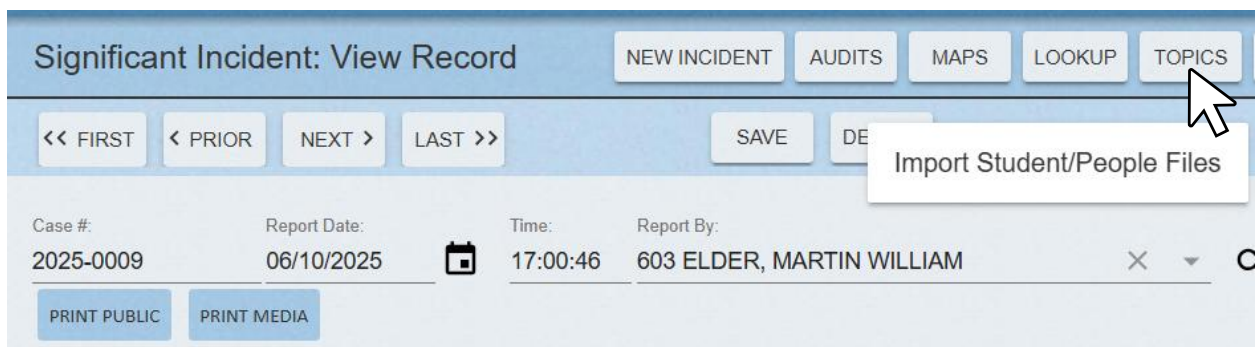 Significant Incident: View Record NEW INCIDENT AUDITS MAPS LOOKUP TOPICS
<< FIRST < PRIOR NEXT > LAST >> SAVE DE
Import Student/People Files
Case #: Report Date: Time: Report By:
2025-0009 06/10/2025 17:00:46 603 ELDER, MARTIN WILLIAM
PRINT PUBLIC PRINT MEDIA